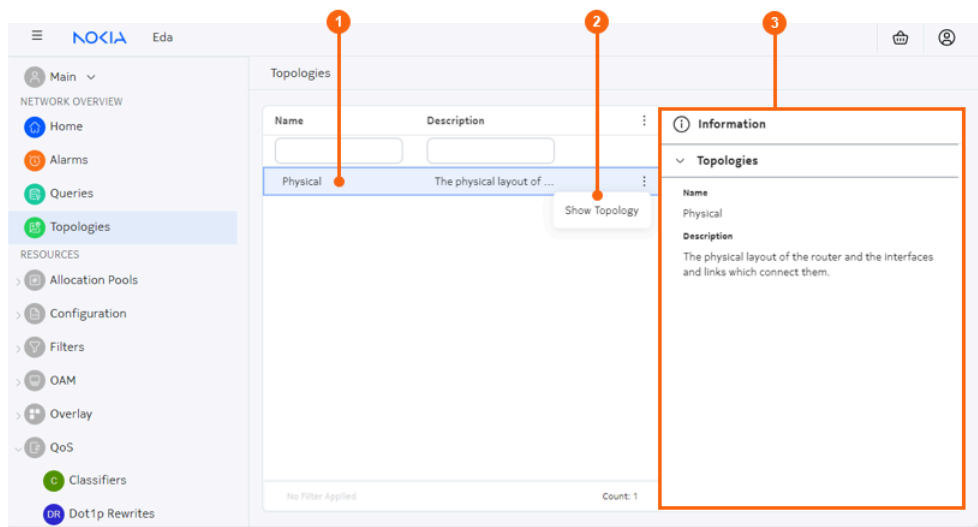 1
2
3
NOKIA Eda
Main
Topologies
NETWORK OVERVIEW
Home
Alarms
Queries
Topologies
RESOURCES
Allocation Pools
Configuration
Filters
OAM
Overlay
QoS
C Classifiers
DR Dot1p Rewrites
Name Description
Physical The physical layout of ...
Show Topology
No Filter Applied Count: 1
Information
Topologies
Name
Physical
Description
The physical layout of the router and the interfaces
and links which connect them.